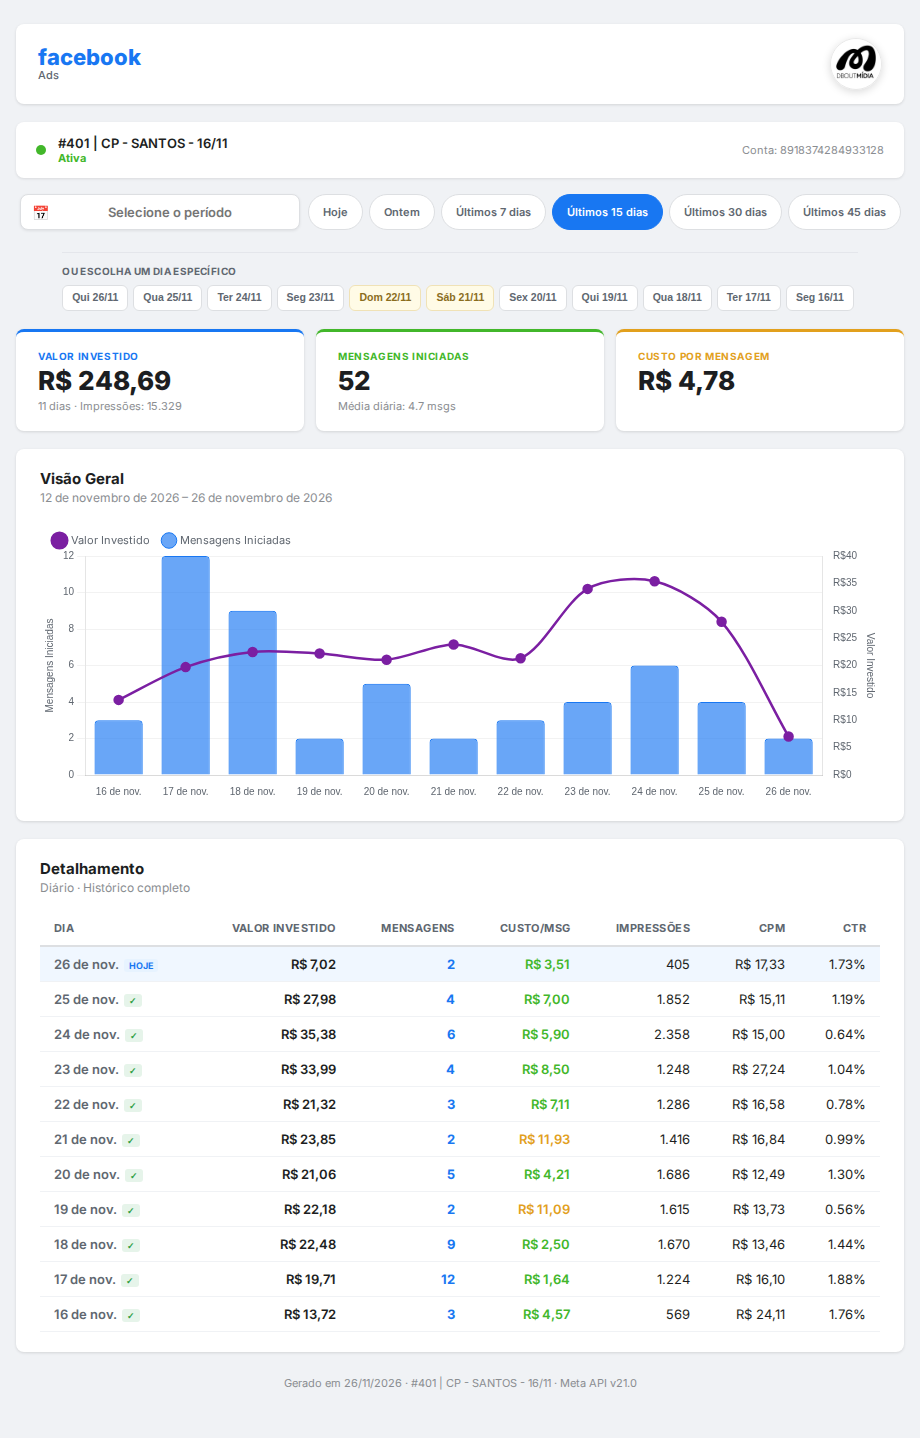 facebook
Ads
DBOUTMÍDIA
#401 | CP - SANTOS - 16/11
Ativa
Conta: 8918374284933128
Selecione o período
Hoje
Ontem
Últimos 7 dias
Últimos 15 dias
Últimos 30 dias
Últimos 45 dias
OU ESCOLHA UM DIA ESPECÍFICO
Qui 26/11
Qua 25/11
Ter 24/11
Seg 23/11
Dom 22/11
Sáb 21/11
Sex 20/11
Qui 19/11
Qua 18/11
Ter 17/11
Seg 16/11
VALOR INVESTIDO
R$ 248,69
11 dias · Impressões: 15.329
MENSAGENS INICIADAS
52
Média diária: 4.7 msgs
CUSTO POR MENSAGEM
R$ 4,78
Visão Geral
12 de novembro de 2026 – 26 de novembro de 2026
Valor Investido
Mensagens Iniciadas
12
10
8
6
4
2
0
Mensagens Iniciadas
R$40
R$35
R$30
R$25
R$20
R$15
R$10
R$5
R$0
Valor Investido
16 de nov.
17 de nov.
18 de nov.
19 de nov.
20 de nov.
21 de nov.
22 de nov.
23 de nov.
24 de nov.
25 de nov.
26 de nov.
Detalhamento
Diário · Histórico completo
DIA VALOR INVESTIDO MENSAGENS CUSTO/MSG IMPRESSÕES CPM CTR
26 de nov. HOJE R$ 7,02 2 R$ 3,51 405 R$ 17,33 1.73%
25 de nov. ✓ R$ 27,98 4 R$ 7,00 1.852 R$ 15,11 1.19%
24 de nov. ✓ R$ 35,38 6 R$ 5,90 2.358 R$ 15,00 0.64%
23 de nov. ✓ R$ 33,99 4 R$ 8,50 1.248 R$ 27,24 1.04%
22 de nov. ✓ R$ 21,32 3 R$ 7,11 1.286 R$ 16,58 0.78%
21 de nov. ✓ R$ 23,85 2 R$ 11,93 1.416 R$ 16,84 0.99%
20 de nov. ✓ R$ 21,06 5 R$ 4,21 1.686 R$ 12,49 1.30%
19 de nov. ✓ R$ 22,18 2 R$ 11,09 1.615 R$ 13,73 0.56%
18 de nov. ✓ R$ 22,48 9 R$ 2,50 1.670 R$ 13,46 1.44%
17 de nov. ✓ R$ 19,71 12 R$ 1,64 1.224 R$ 16,10 1.88%
16 de nov. ✓ R$ 13,72 3 R$ 4,57 569 R$ 24,11 1.76%
Gerado em 26/11/2026 · #401 | CP - SANTOS - 16/11 · Meta API v21.0